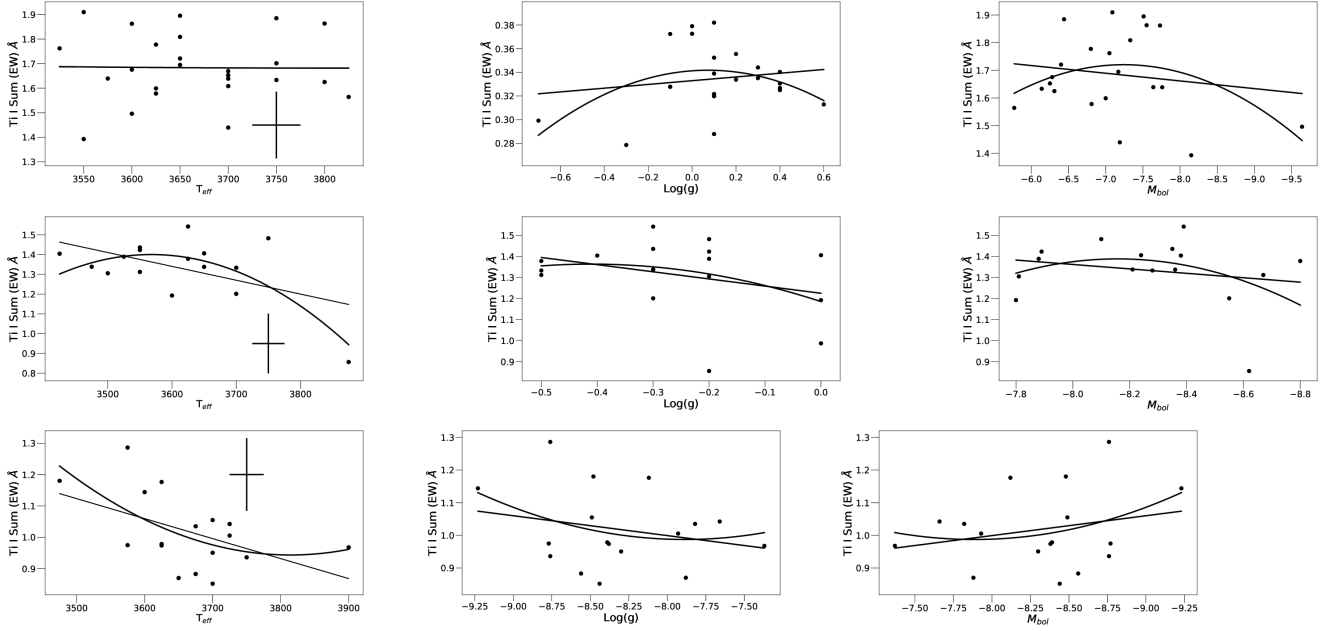 Ti I Sum (EW) Å
1.9
1.8
1.7
1.6
1.5
1.4
1.3
3550 3600 3650 3700 3750 3800
T_eff
Ti I Sum (EW) Å
0.38
0.36
0.34
0.32
0.30
0.28
−0.6 −0.4 −0.2 0.0 0.2 0.4 0.6
Log(g)
Ti I Sum (EW) Å
1.9
1.8
1.7
1.6
1.5
1.4
−6.0 −6.5 −7.0 −7.5 −8.0 −8.5 −9.0 −9.5
M_bol
Ti I Sum (EW) Å
1.5
1.4
1.3
1.2
1.1
1.0
0.9
0.8
3500 3600 3700 3800
T_eff
Ti I Sum (EW) Å
1.5
1.4
1.3
1.2
1.1
1.0
0.9
−0.5 −0.4 −0.3 −0.2 −0.1 0.0
Log(g)
Ti I Sum (EW) Å
1.5
1.4
1.3
1.2
1.1
1.0
0.9
−7.8 −8.0 −8.2 −8.4 −8.6 −8.8
M_bol
Ti I Sum (EW) Å
1.3
1.2
1.1
1.0
0.9
3500 3600 3700 3800 3900
T_eff
Ti I Sum (EW) Å
1.3
1.2
1.1
1.0
0.9
−9.25 −9.00 −8.75 −8.50 −8.25 −8.00 −7.75 −7.50
Log(g)
Ti I Sum (EW) Å
1.3
1.2
1.1
1.0
0.9
−7.50 −7.75 −8.00 −8.25 −8.50 −8.75 −9.00 −9.25
M_bol